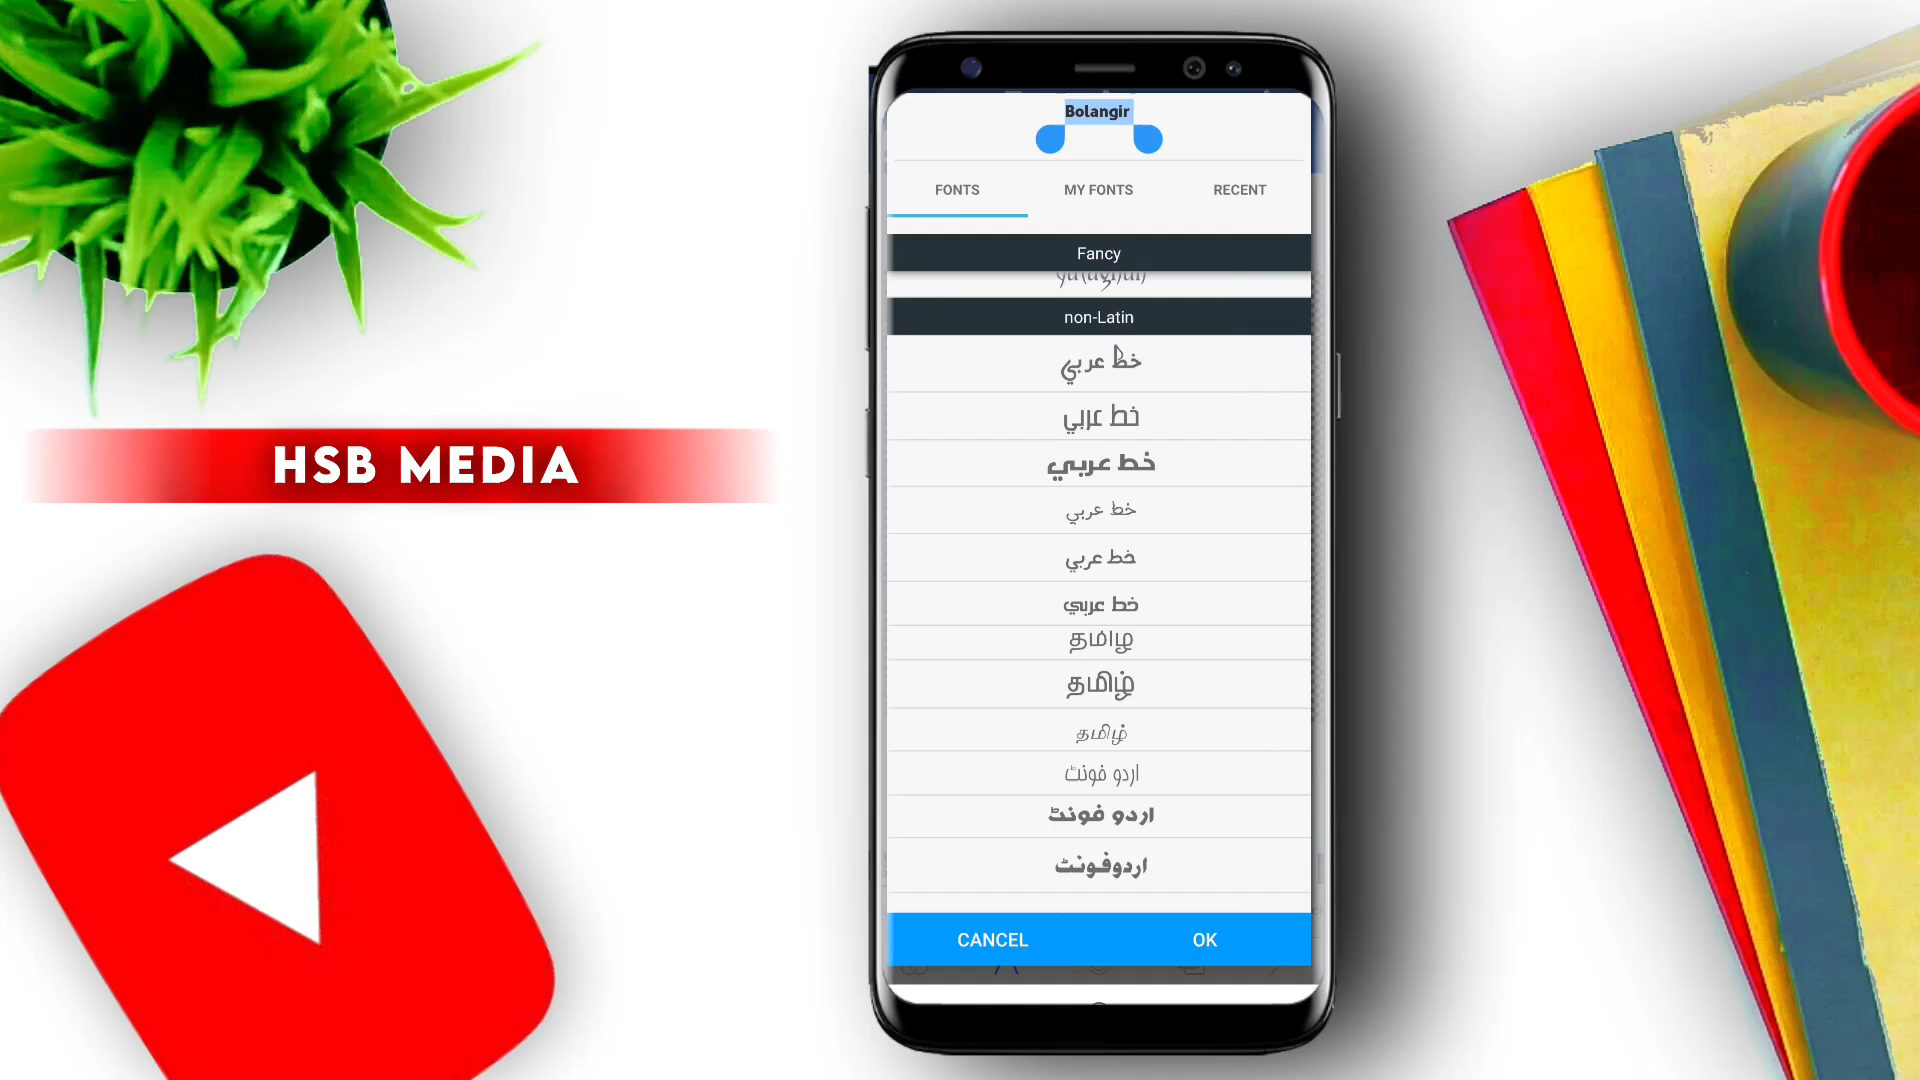 Bolangir
FONTS
MY FONTS
RECENT
Fancy
non-Latin
خط عربي
خط عربي
خط عربي
خط عربي
خط عربي
خط عربي
தமிழ்
தமிழ்
தமிழ்
اردو فونٹ
اردو فونٹ
اردوفونٹ
CANCEL
OK
HSB MEDIA